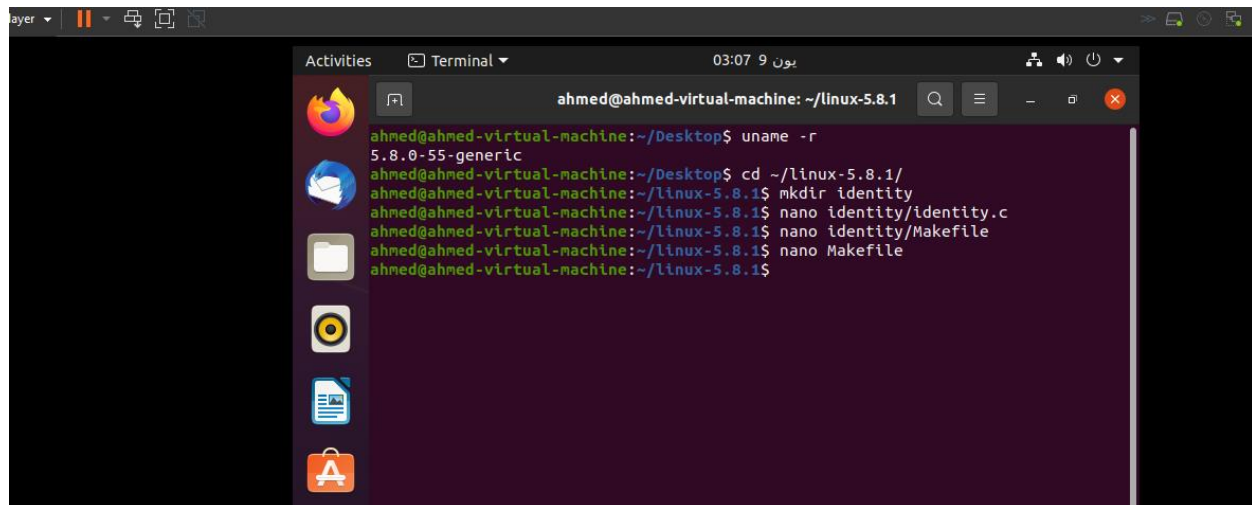 layer
Activities Terminal 03:07 9 يون
ahmed@ahmed-virtual-machine: ~/linux-5.8.1
ahmed@ahmed-virtual-machine:~/Desktop$ uname -r
5.8.0-55-generic
ahmed@ahmed-virtual-machine:~/Desktop$ cd ~/linux-5.8.1/
ahmed@ahmed-virtual-machine:~/linux-5.8.1$ mkdir identity
ahmed@ahmed-virtual-machine:~/linux-5.8.1$ nano identity/identity.c
ahmed@ahmed-virtual-machine:~/linux-5.8.1$ nano identity/Makefile
ahmed@ahmed-virtual-machine:~/linux-5.8.1$ nano Makefile
ahmed@ahmed-virtual-machine:~/linux-5.8.1$